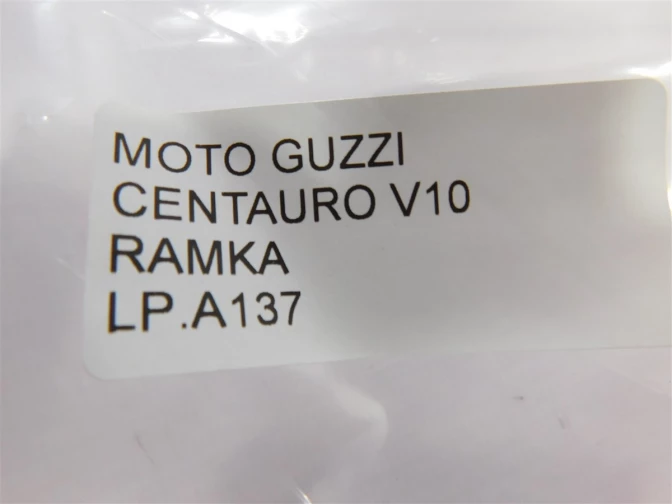 MOTO GUZZI
CENTAURO V10
RAMKA
LP.A137